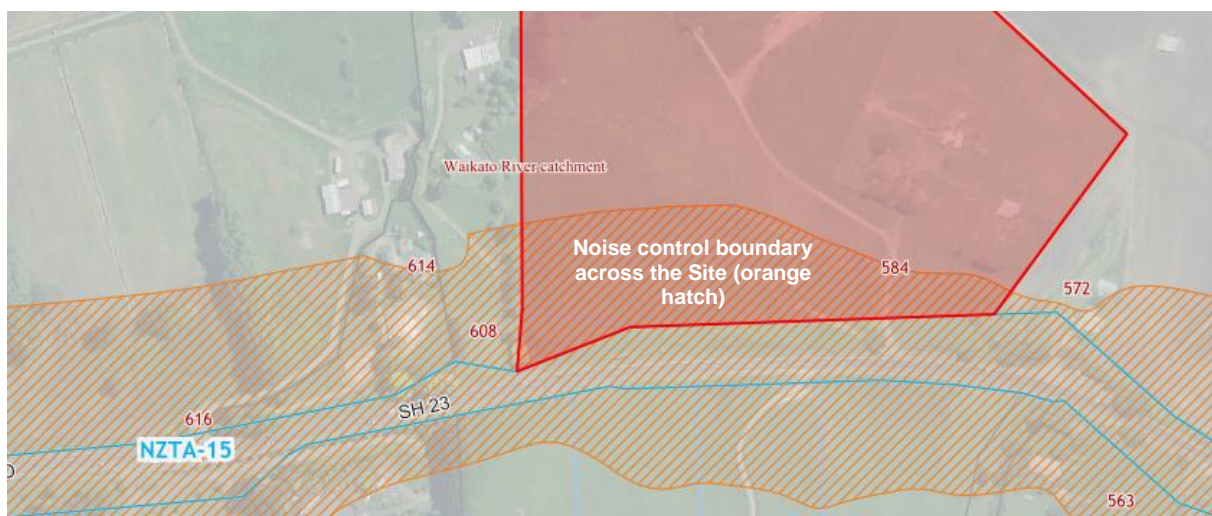 Waikato River catchment
Noise control boundary
across the Site (orange
hatch)
614
584
572
608
SH 23
616
NZTA-15
563